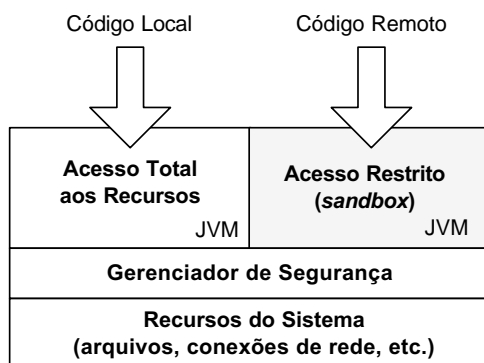 Código Local
Código Remoto
Acesso Total
aos Recursos
JVM
Acesso Restrito
(sandbox)
JVM
Gerenciador de Segurança
Recursos do Sistema
(arquivos, conexões de rede, etc.)